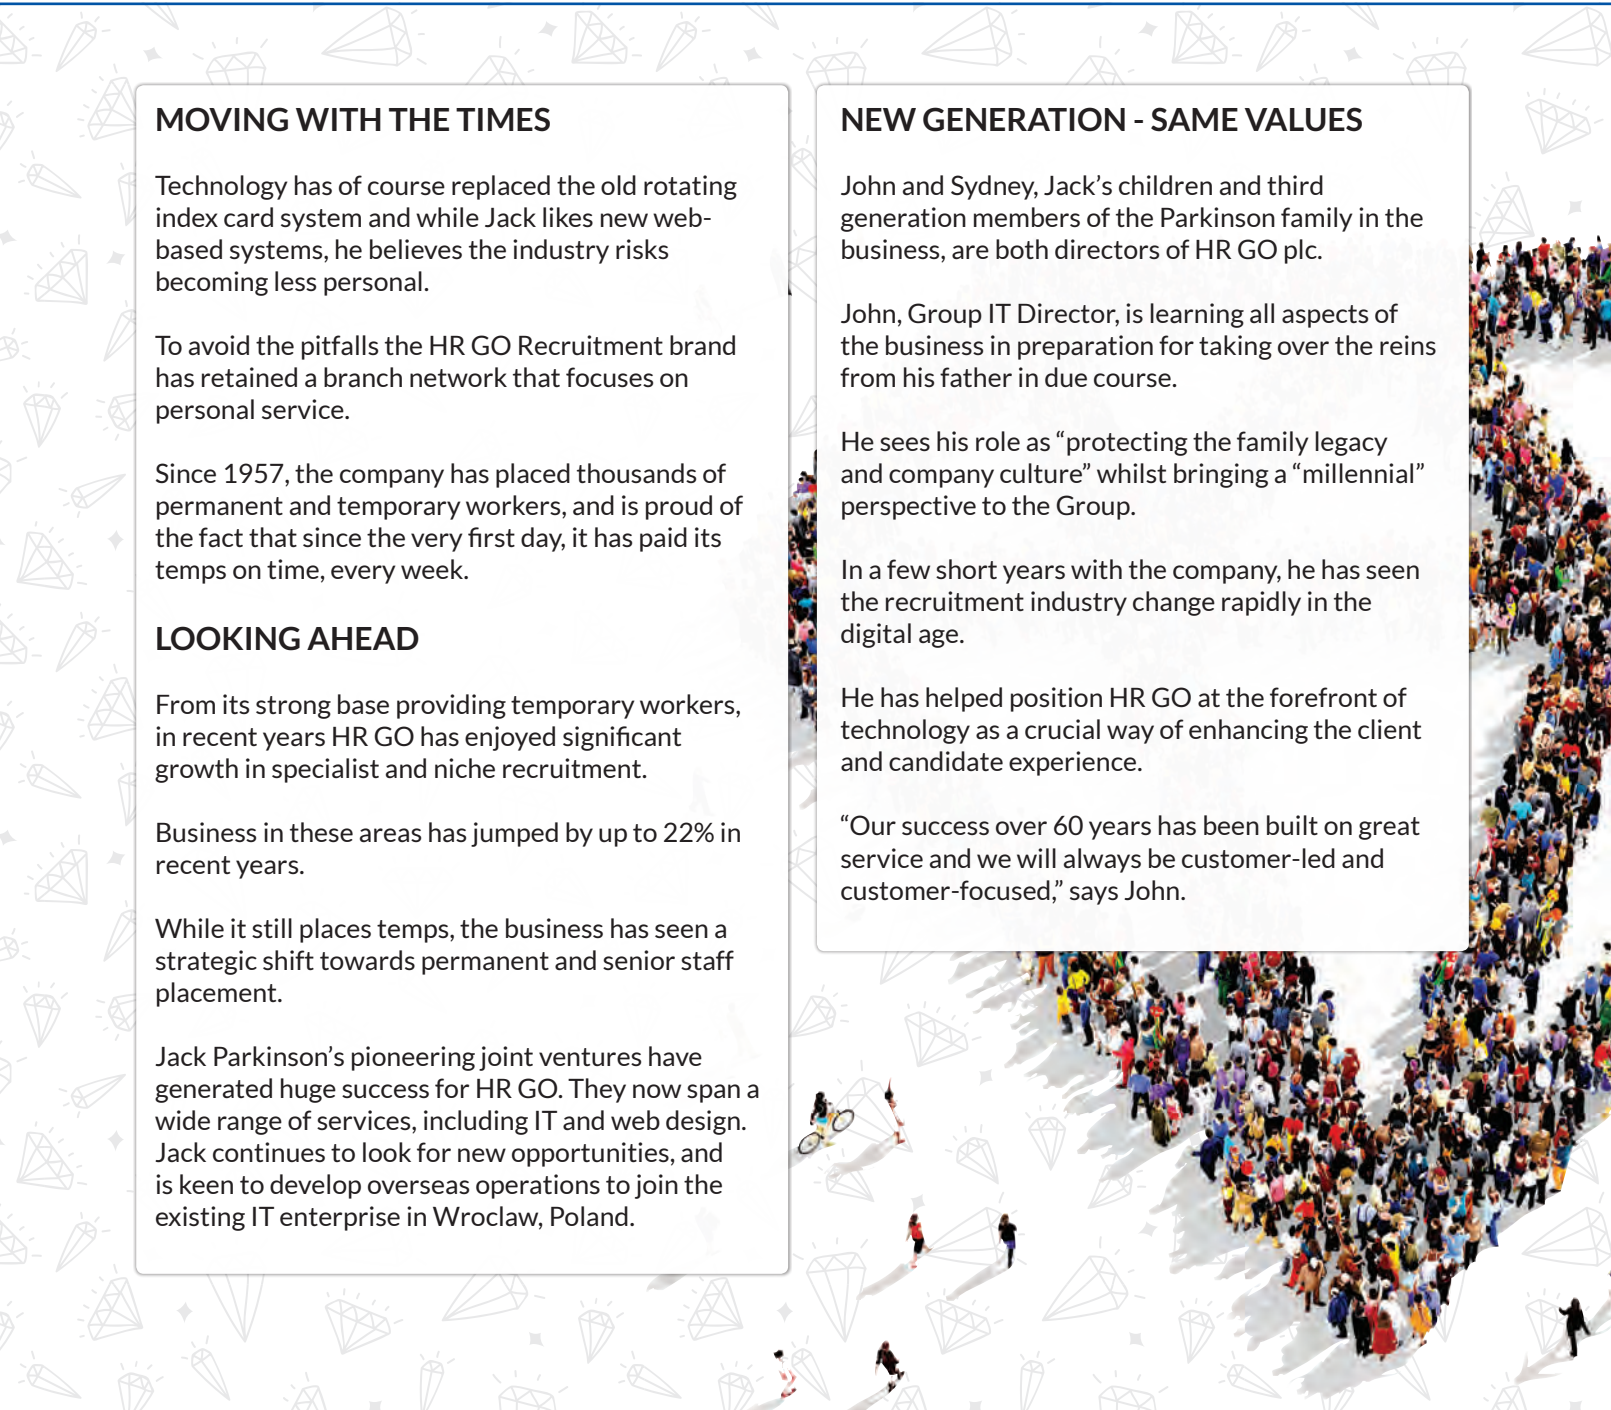 MOVING WITH THE TIMES
Technology has of course replaced the old rotating
index card system and while Jack likes new web-
based systems, he believes the industry risks
becoming less personal.
To avoid the pitfalls the HR GO Recruitment brand
has retained a branch network that focuses on
personal service.
Since 1957, the company has placed thousands of
permanent and temporary workers, and is proud of
the fact that since the very first day, it has paid its
temps on time, every week.
LOOKING AHEAD
From its strong base providing temporary workers,
in recent years HR GO has enjoyed significant
growth in specialist and niche recruitment.
Business in these areas has jumped by up to 22% in
recent years.
While it still places temps, the business has seen a
strategic shift towards permanent and senior staff
placement.
Jack Parkinson’s pioneering joint ventures have
generated huge success for HR GO. They now span a
wide range of services, including IT and web design.
Jack continues to look for new opportunities, and
is keen to develop overseas operations to join the
existing IT enterprise in Wroclaw, Poland.
NEW GENERATION - SAME VALUES
John and Sydney, Jack’s children and third
generation members of the Parkinson family in the
business, are both directors of HR GO plc.
John, Group IT Director, is learning all aspects of
the business in preparation for taking over the reins
from his father in due course.
He sees his role as “protecting the family legacy
and company culture” whilst bringing a “millennial”
perspective to the Group.
In a few short years with the company, he has seen
the recruitment industry change rapidly in the
digital age.
He has helped position HR GO at the forefront of
technology as a crucial way of enhancing the client
and candidate experience.
“Our success over 60 years has been built on great
service and we will always be customer-led and
customer-focused,” says John.